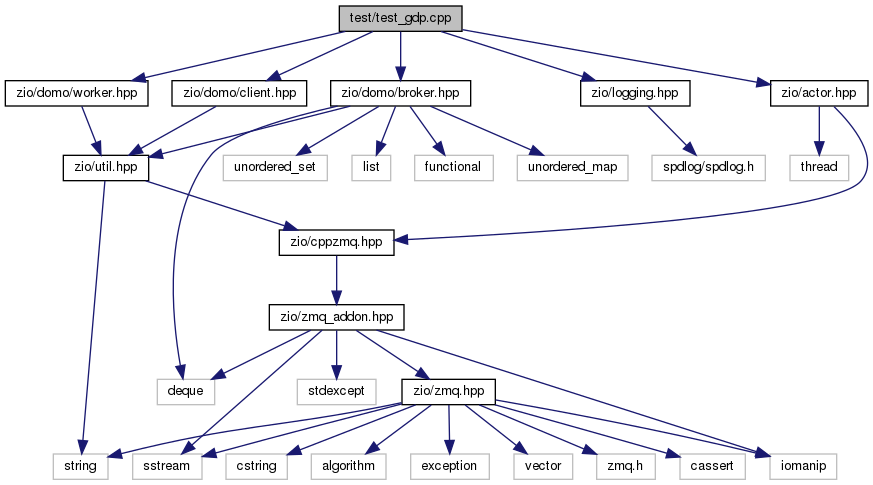 test/test_gdp.cpp
zio/domo/worker.hpp
zio/domo/client.hpp
zio/domo/broker.hpp
zio/logging.hpp
zio/actor.hpp
zio/util.hpp
unordered_set
list
functional
unordered_map
spdlog/spdlog.h
thread
zio/cppzmq.hpp
zio/zmq_addon.hpp
deque
stdexcept
zio/zmq.hpp
string
sstream
cstring
algorithm
exception
vector
zmq.h
cassert
iomanip